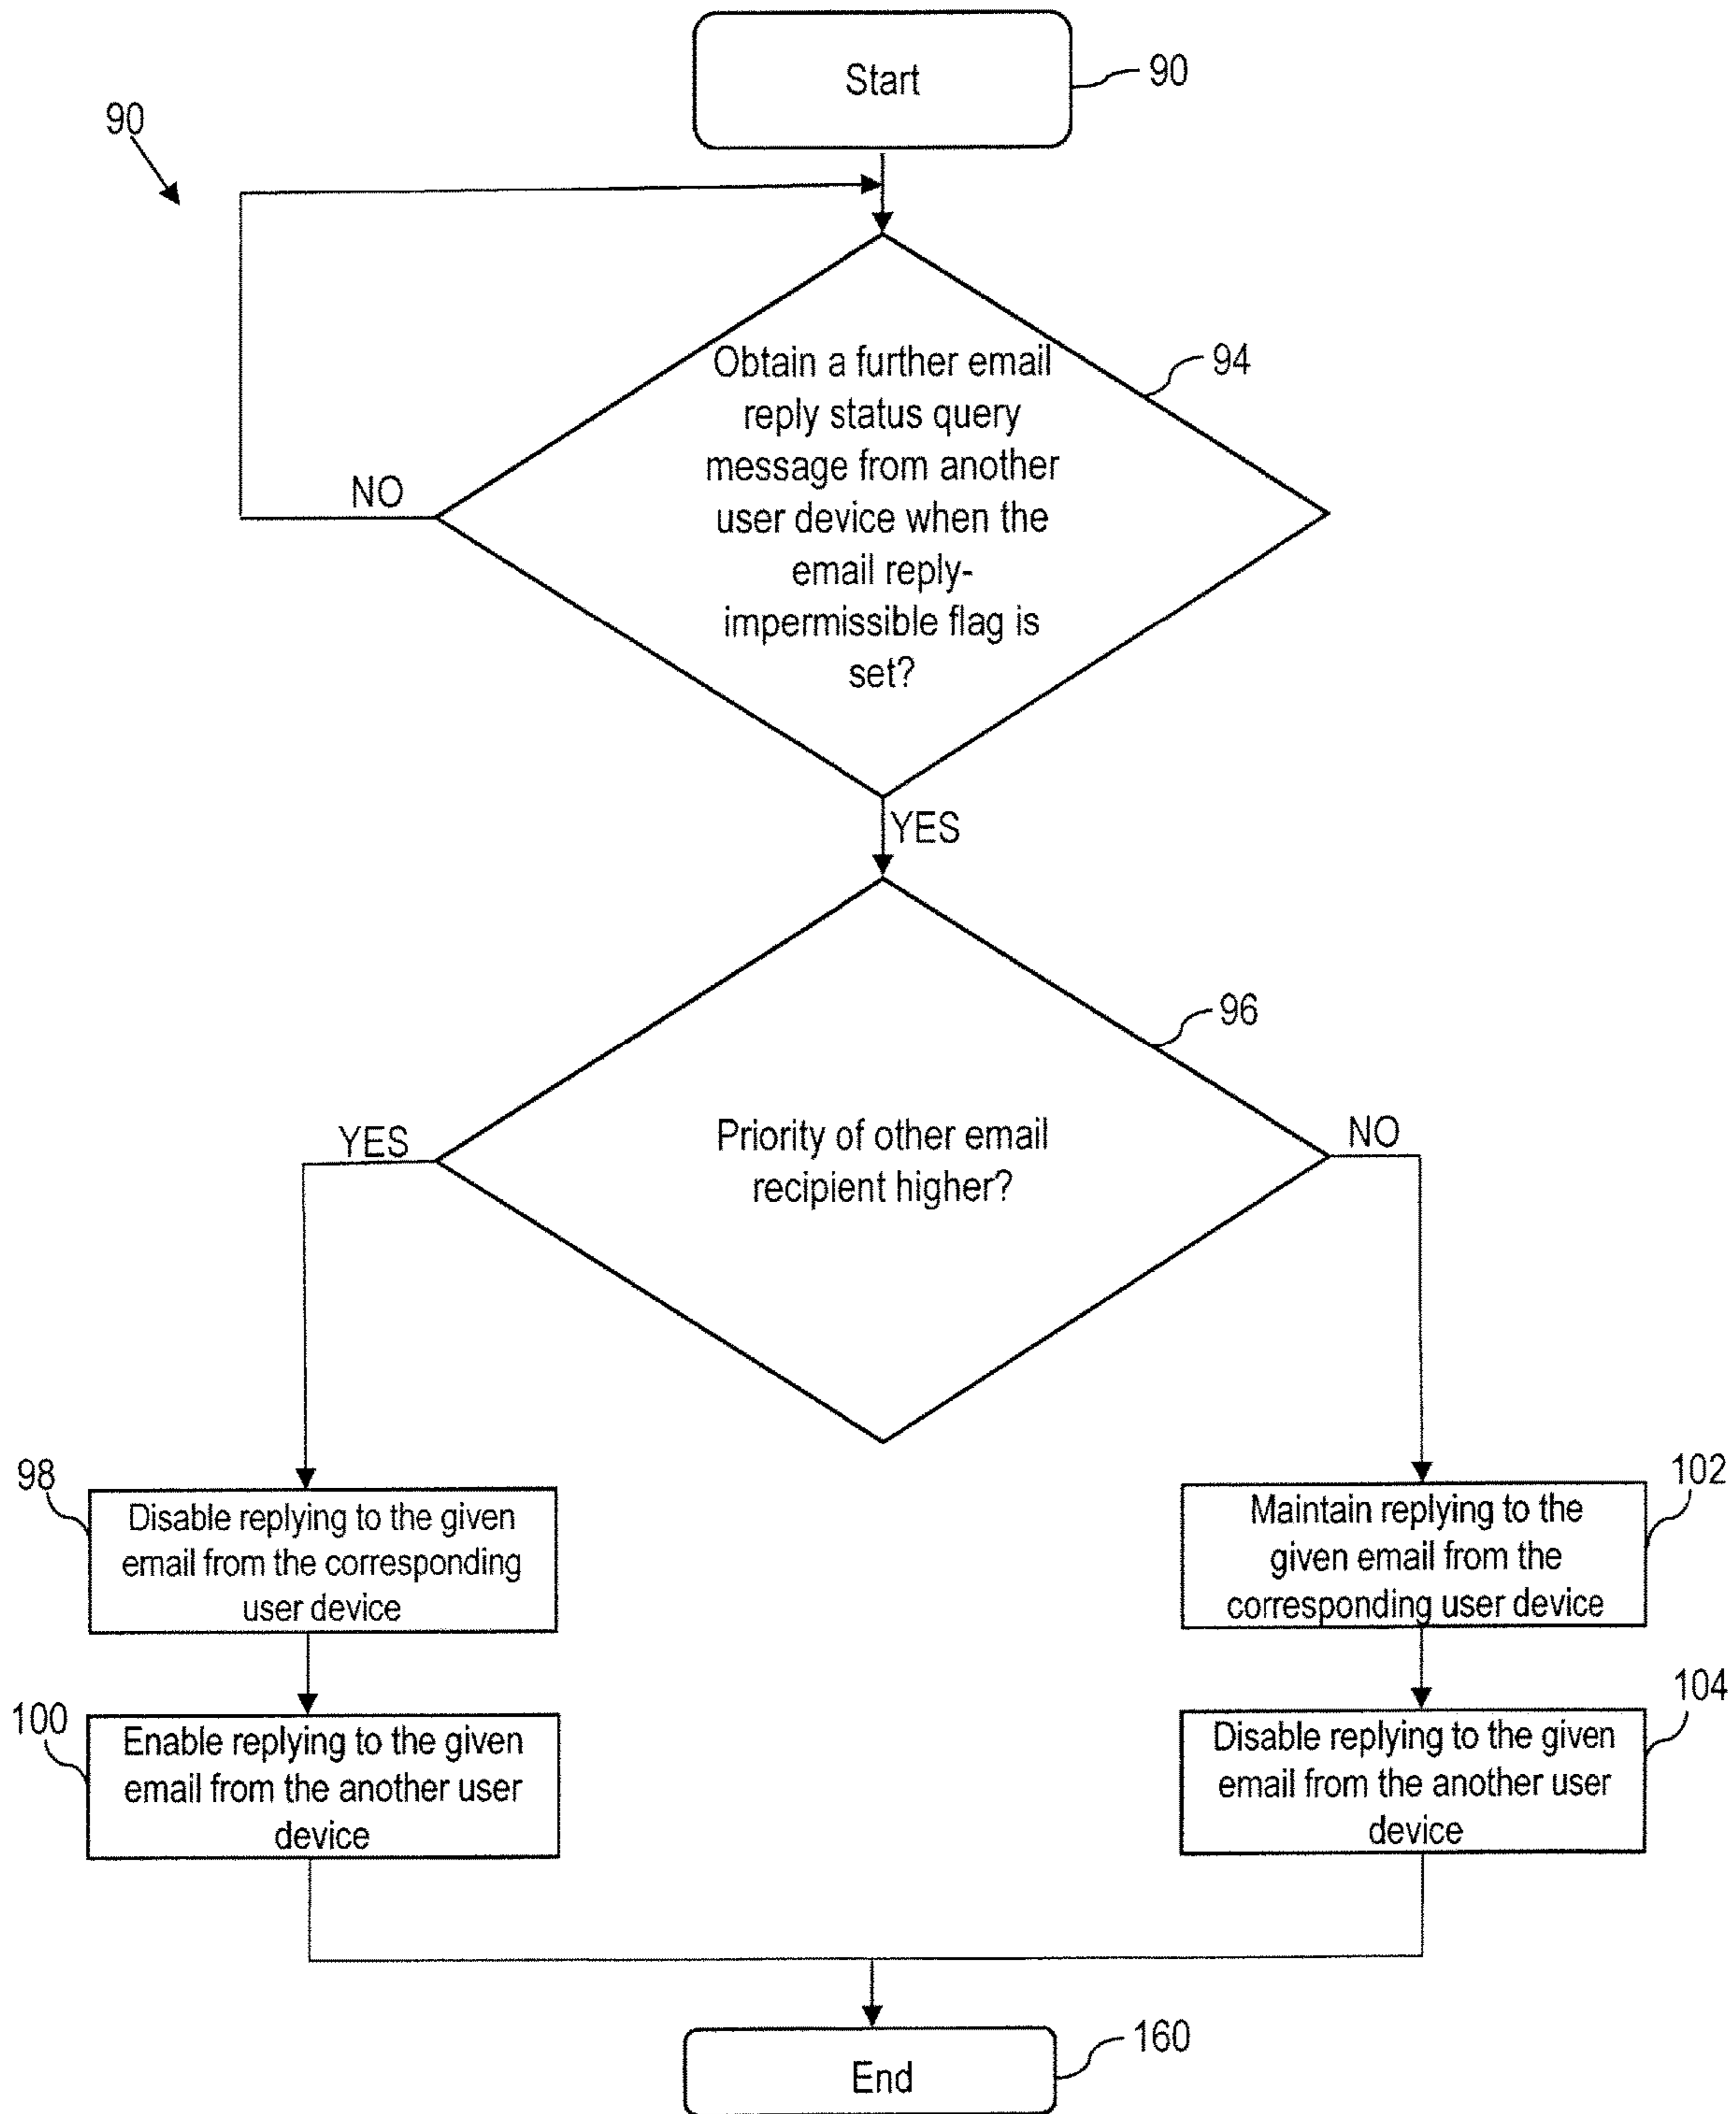 Start
90
90
Obtain a further email
reply status query
message from another
user device when the
email reply-
impermissible flag is
set?
94
NO
YES
96
Priority of other email
recipient higher?
YES
NO
98
Disable replying to the given
email from the corresponding
user device
102
Maintain replying to the
given email from the
corresponding user device
100
Enable replying to the given
email from the another user
device
104
Disable replying to the given
email from the another user
device
160
End